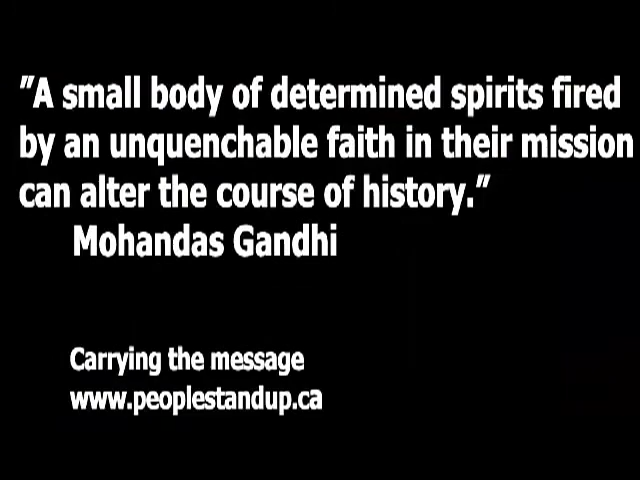 "A small body of determined spirits fired
by an unquenchable faith in their mission
can alter the course of history."
Mohandas Gandhi
Carrying the message
www.peoplestandup.ca